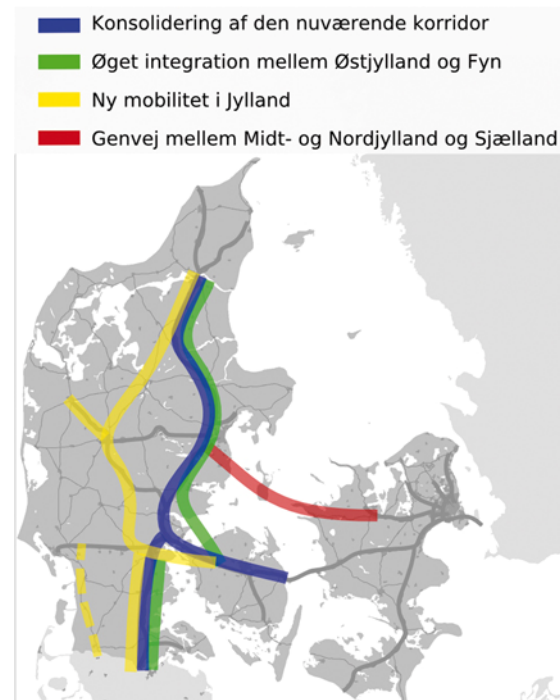 Konsolidering af den nuværende korridor
Øget integration mellem Østjylland og Fyn
Ny mobilitet i Jylland
Genvej mellem Midt- og Nordjylland og Sjælland